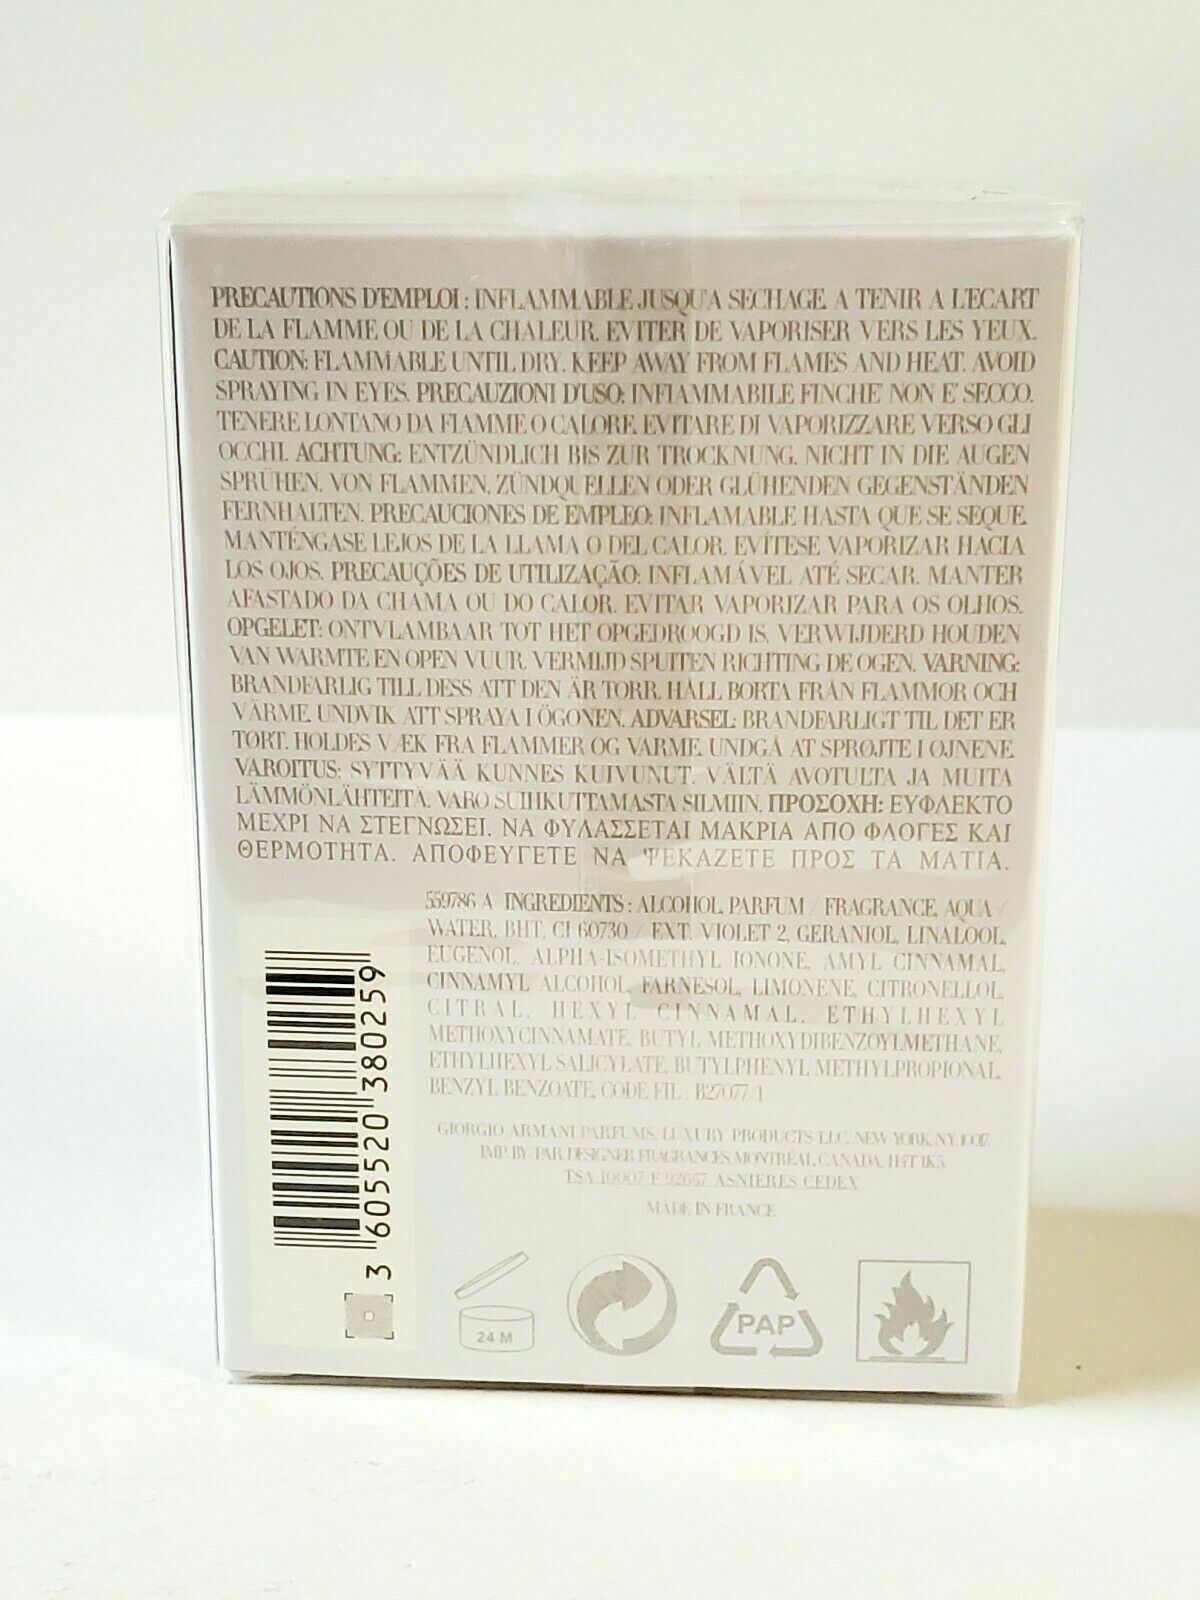 PRECAUTIONS D'EMPLOI : INFLAMMABLE JUSQU'A SECHAGE. A TENIR A L'ECART
DE LA FLAMME OU DE LA CHALEUR. EVITER DE VAPORISER VERS LES YEUX.
CAUTION: FLAMMABLE UNTIL DRY. KEEP AWAY FROM FLAMES AND HEAT. AVOID
SPRAYING IN EYES. PRECAUZIONI D'USO: INFIAMMABILE FINCHE' NON E' SECCO.
TENERE LONTANO DA FIAMME O CALORE. EVITARE DI VAPORIZZARE VERSO GLI
OCCHI. ACHTUNG: ENTZÜNDLICH BIS ZUR TROCKNUNG. NICHT IN DIE AUGEN
SPRÜHEN. VON FLAMMEN, ZÜNDQUELLEN ODER GLÜHENDEN GEGENSTÄNDEN
FERNHALTEN. PRECAUCIONES DE EMPLEO: INFLAMABLE HASTA QUE SE SEQUE.
MANTÉNGASE LEJOS DE LA LLAMA O DEL CALOR. EVÍTESE VAPORIZAR HACIA
LOS OJOS. PRECAUÇÕES DE UTILIZAÇÃO: INFLAMÁVEL ATÉ SECAR. MANTER
AFASTADO DA CHAMA OU DO CALOR. EVITAR VAPORIZAR PARA OS OLHOS.
OPGELET: ONTVLAMBAAR TOT HET OPGEDROOGD IS. VERWIJDERD HOUDEN
VAN WARMTE EN OPEN VUUR. VERMIJD SPUITEN RICHTING DE OGEN. VARNING:
BRANDFARLIG TILL DESS ATT DEN ÄR TORR. HÅLL BORTA FRÅN FLAMMOR OCH
VÄRME. UNDVIK ATT SPRAYA I ÖGONEN. ADVARSEL: BRANDFARLIGT TIL DET ER
TØRT. HOLDES VÆK FRA FLAMMER OG VARME. UNDGÅ AT SPRØJTE I ØJNENE.
VAROITUS: SYTTYVÄÄ KUNNES KUIVUNUT. VÄLTÄ AVOTULTA JA MUITA
LÄMMÖNLÄHTEITÄ. VARO SUIHKUTTAMASTA SILMIIN. ΠΡΟΣΟΧΗ: ΕΥΦΛΕΚΤΟ
ΜΕΧΡΙ ΝΑ ΣΤΕΓΝΩΣΕΙ. ΝΑ ΦΥΛΑΣΣΕΤΑΙ ΜΑΚΡΙΑ ΑΠΟ ΦΛΟΓΕΣ ΚΑΙ
ΘΕΡΜΟΤΗΤΑ. ΑΠΟΦΕΥΓΕΤΕ ΝΑ ΨΕΚΑΖΕΤΕ ΠΡΟΣ ΤΑ ΜΑΤΙΑ.
559786 A INGREDIENTS : ALCOHOL, PARFUM / FRAGRANCE, AQUA /
WATER, BHT, CI 60730 / EXT. VIOLET 2, GERANIOL, LINALOOL,
EUGENOL, ALPHA-ISOMETHYL IONONE, AMYL CINNAMAL,
CINNAMYL ALCOHOL, FARNESOL, LIMONENE, CITRONELLOL,
CITRAL, HEXYL CINNAMAL, ETHYLHEXYL
METHOXYCINNAMATE, BUTYL METHOXYDIBENZOYLMETHANE,
ETHYLHEXYL SALICYLATE, BUTYLPHENYL METHYLPROPIONAL,
BENZYL BENZOATE, CODE FIL : B27077/1
GIORGIO ARMANI PARFUMS, LUXURY PRODUCTS LLC, NEW YORK, NY 10017.
IMP. BY/PAR DESIGNER FRAGRANCES, MONTRÉAL, CANADA, H4T 1K5.
TSA 10007 F 92667 ASNIERES CEDEX
MADE IN FRANCE
3 605520 380259
24 M
PAP